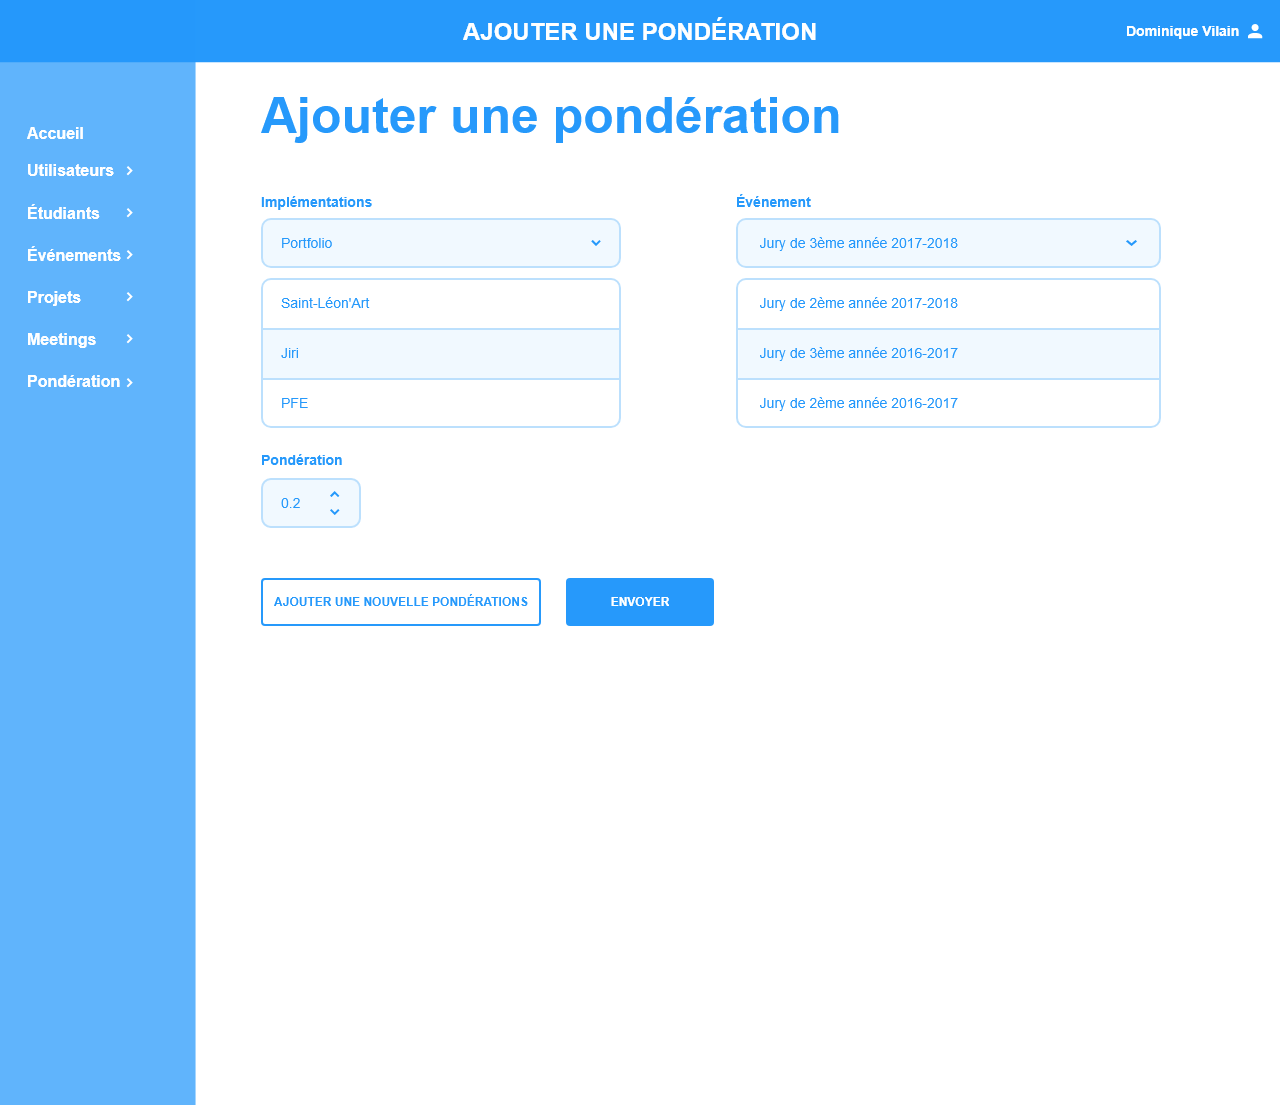 AJOUTER UNE PONDÉRATION
Dominique Vilain
Accueil
Utilisateurs
Étudiants
Événements
Projets
Meetings
Pondération
Ajouter une pondération
Implémentations
Portfolio
Saint-Léon'Art
Jiri
PFE
Événement
Jury de 3ème année 2017-2018
Jury de 2ème année 2017-2018
Jury de 3ème année 2016-2017
Jury de 2ème année 2016-2017
Pondération
0.2
AJOUTER UNE NOUVELLE PONDÉRATIONS
ENVOYER